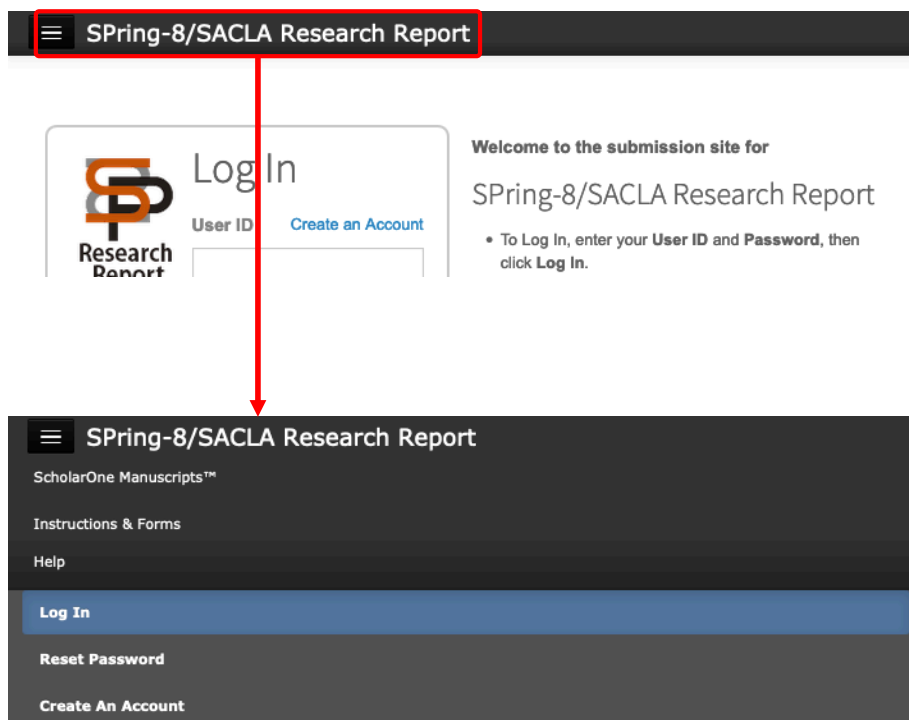 SPring-8/SACLA Research Report
Log In
User ID Create an Account
Research
Report
Welcome to the submission site for
SPring-8/SACLA Research Report
• To Log In, enter your User ID and Password, then
click Log In.
SPring-8/SACLA Research Report
ScholarOne Manuscripts™
Instructions & Forms
Help
Log In
Reset Password
Create An Account